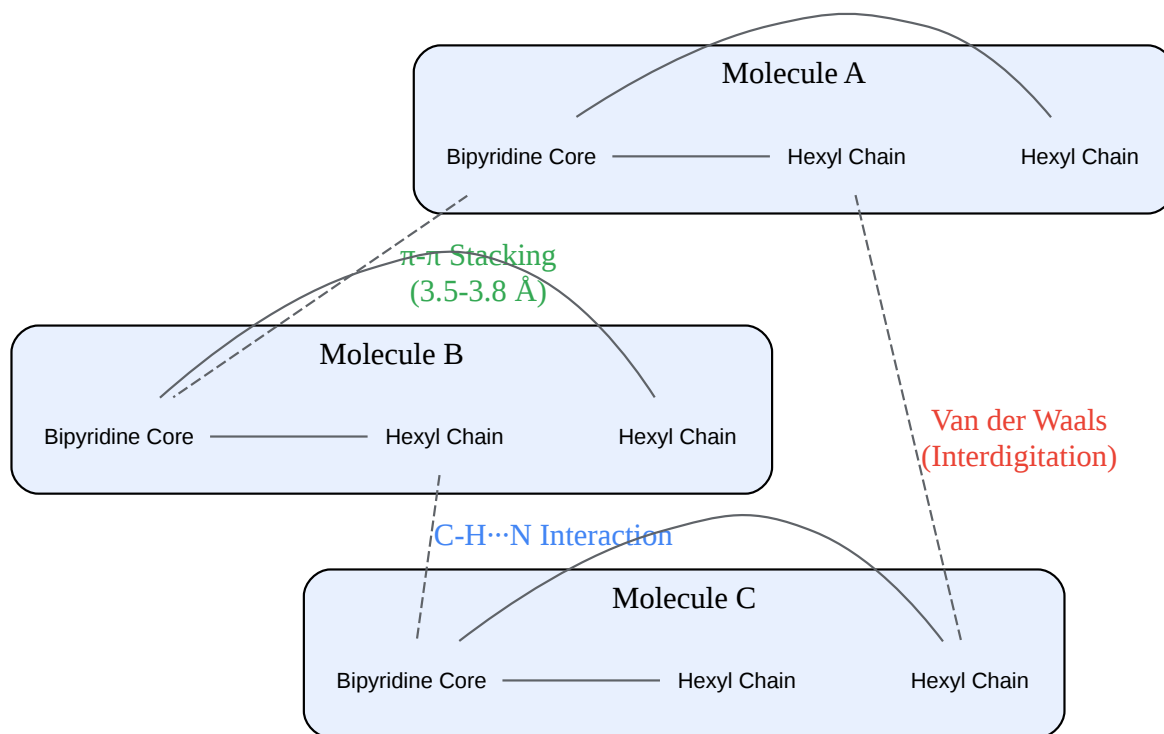 Molecule A
Bipyridine Core
Hexyl Chain
Hexyl Chain
π-π Stacking
(3.5-3.8 Å)
Molecule B
Bipyridine Core
Hexyl Chain
Hexyl Chain
Van der Waals
(Interdigitation)
C-H···N Interaction
Molecule C
Bipyridine Core
Hexyl Chain
Hexyl Chain